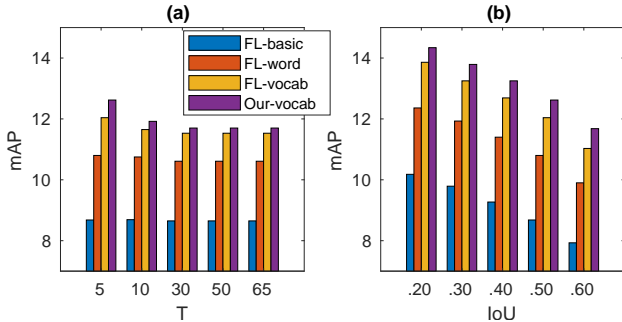 (a)
mAP
14
12
10
8
FL-basic
FL-word
FL-vocab
Our-vocab
5 10 30 50 65
T
(b)
mAP
14
12
10
8
.20 .30 .40 .50 .60
IoU